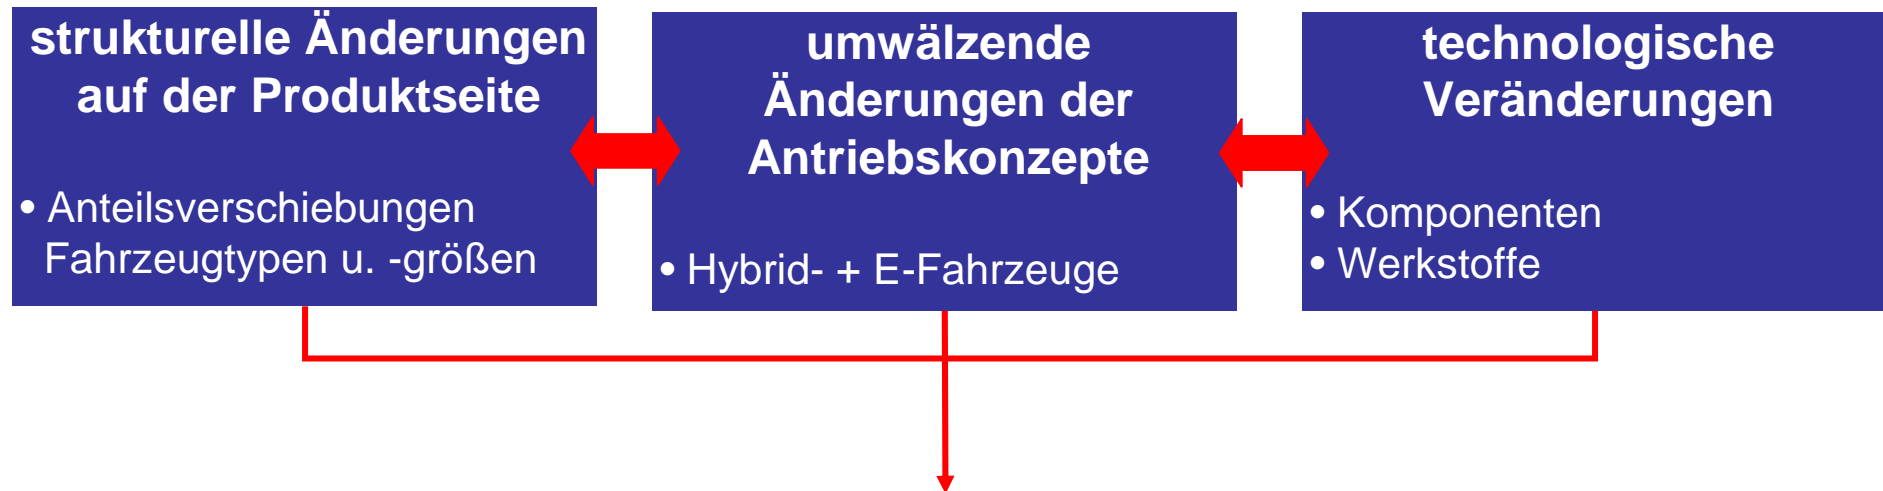 strukturelle Änderungen
auf der Produktseite
• Anteilsverschiebungen
Fahrzeugtypen u. -größen
umwälzende
Änderungen der
Antriebskonzepte
• Hybrid- + E-Fahrzeuge
technologische
Veränderungen
• Komponenten
• Werkstoffe